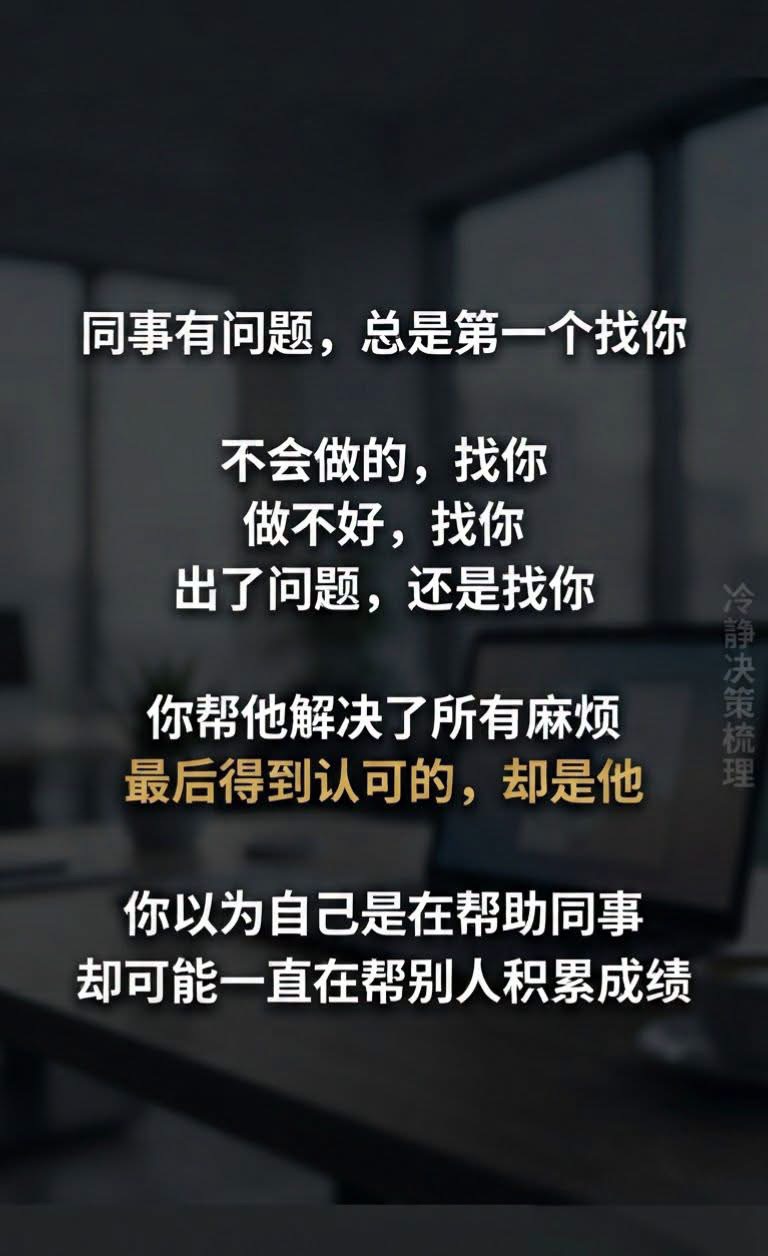 同事有问题，总是第一个找你
不会做的，找你
做不好，找你
出了问题，还是找你
你帮他解决了所有麻烦
最后得到认可的，却是他
你以为自己是在帮助同事
却可能一直在帮别人积累成绩
冷静决策梳理